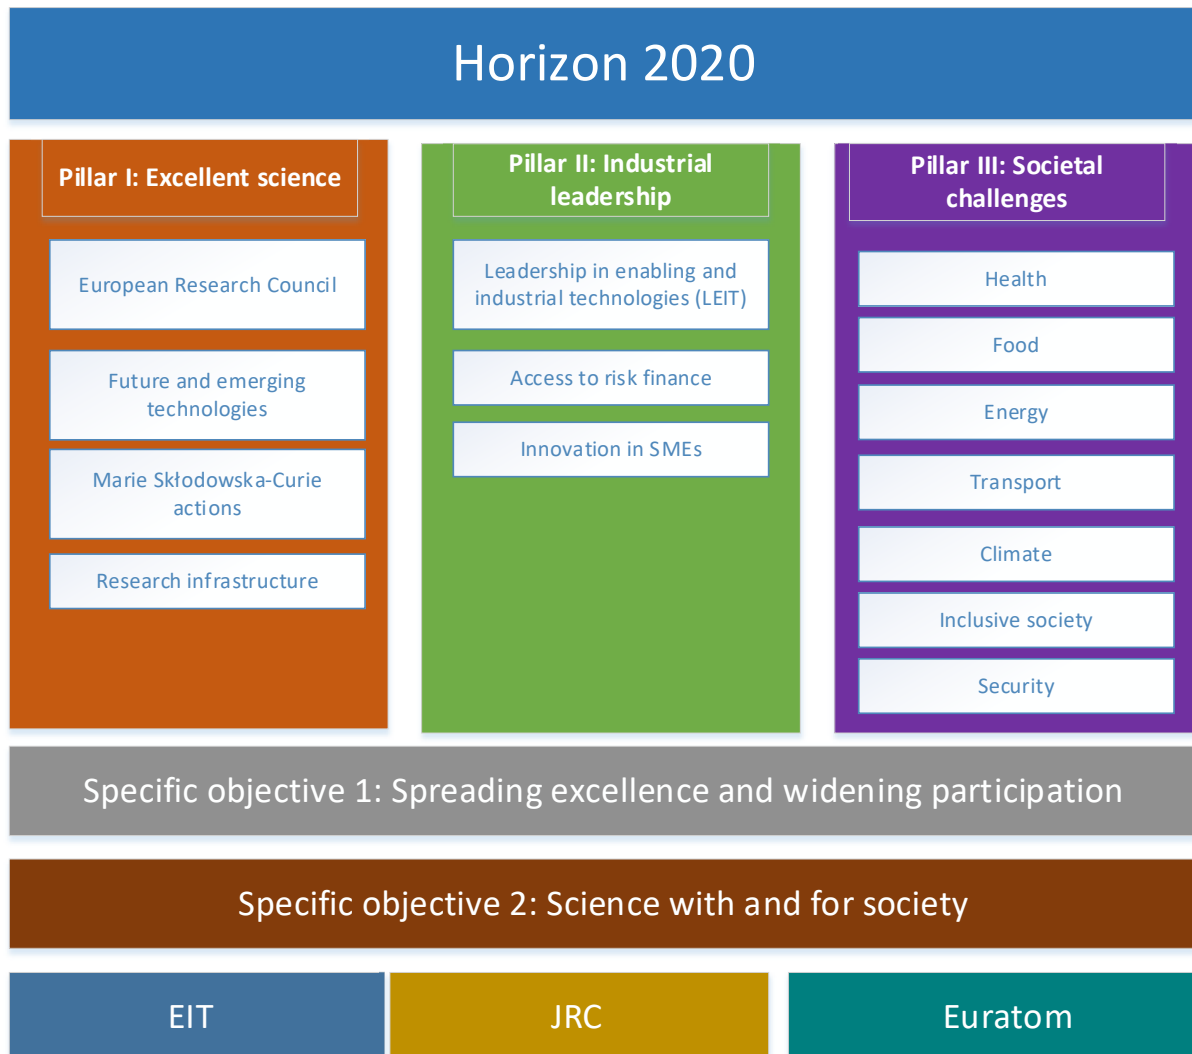 Horizon 2020
Pillar I: Excellent science
European Research Council
Future and emerging
technologies
Marie Skłodowska-Curie
actions
Research infrastructure
Pillar II: Industrial
leadership
Leadership in enabling and
industrial technologies (LEIT)
Access to risk finance
Innovation in SMEs
Pillar III: Societal
challenges
Health
Food
Energy
Transport
Climate
Inclusive society
Security
Specific objective 1: Spreading excellence and widening participation
Specific objective 2: Science with and for society
EIT
JRC
Euratom